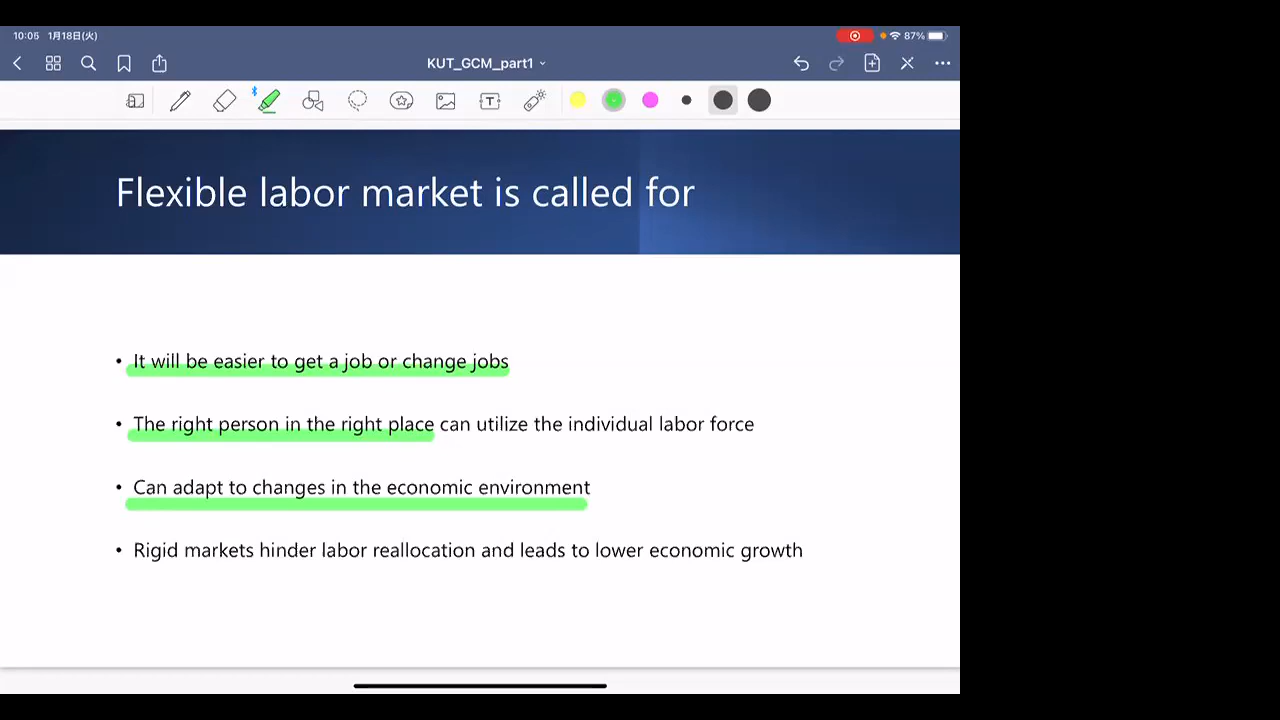 10:05 1月18日(火)
87%
KUT_GCM_part1
Flexible labor market is called for
• It will be easier to get a job or change jobs
• The right person in the right place can utilize the individual labor force
• Can adapt to changes in the economic environment
• Rigid markets hinder labor reallocation and leads to lower economic growth